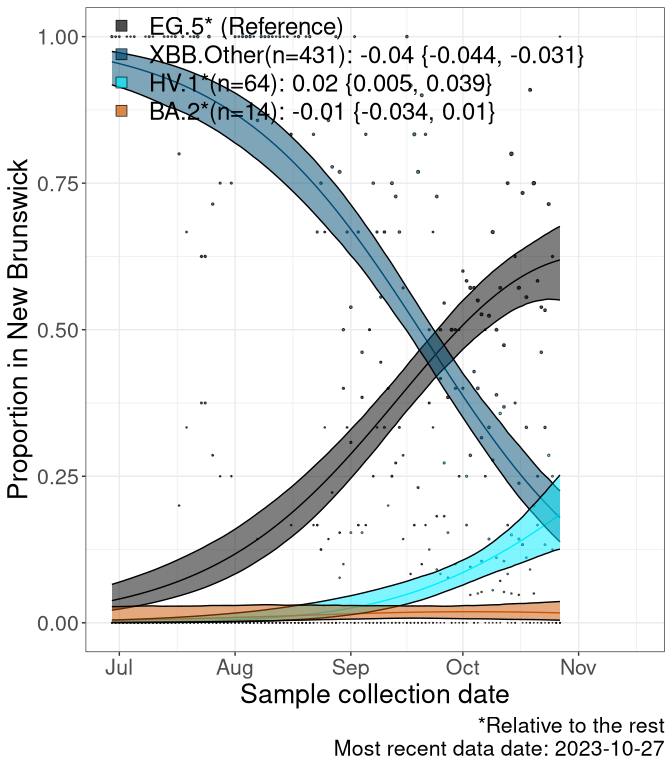 EG.5* (Reference)
XBB.Other(n=431): -0.04 {-0.044, -0.031}
HV.1*(n=64): 0.02 {0.005, 0.039}
BA.2*(n=14): -0.01 {-0.034, 0.01}
1.00
0.75
0.50
0.25
0.00
Proportion in New Brunswick
Jul Aug Sep Oct Nov
Sample collection date
*Relative to the rest
Most recent data date: 2023-10-27